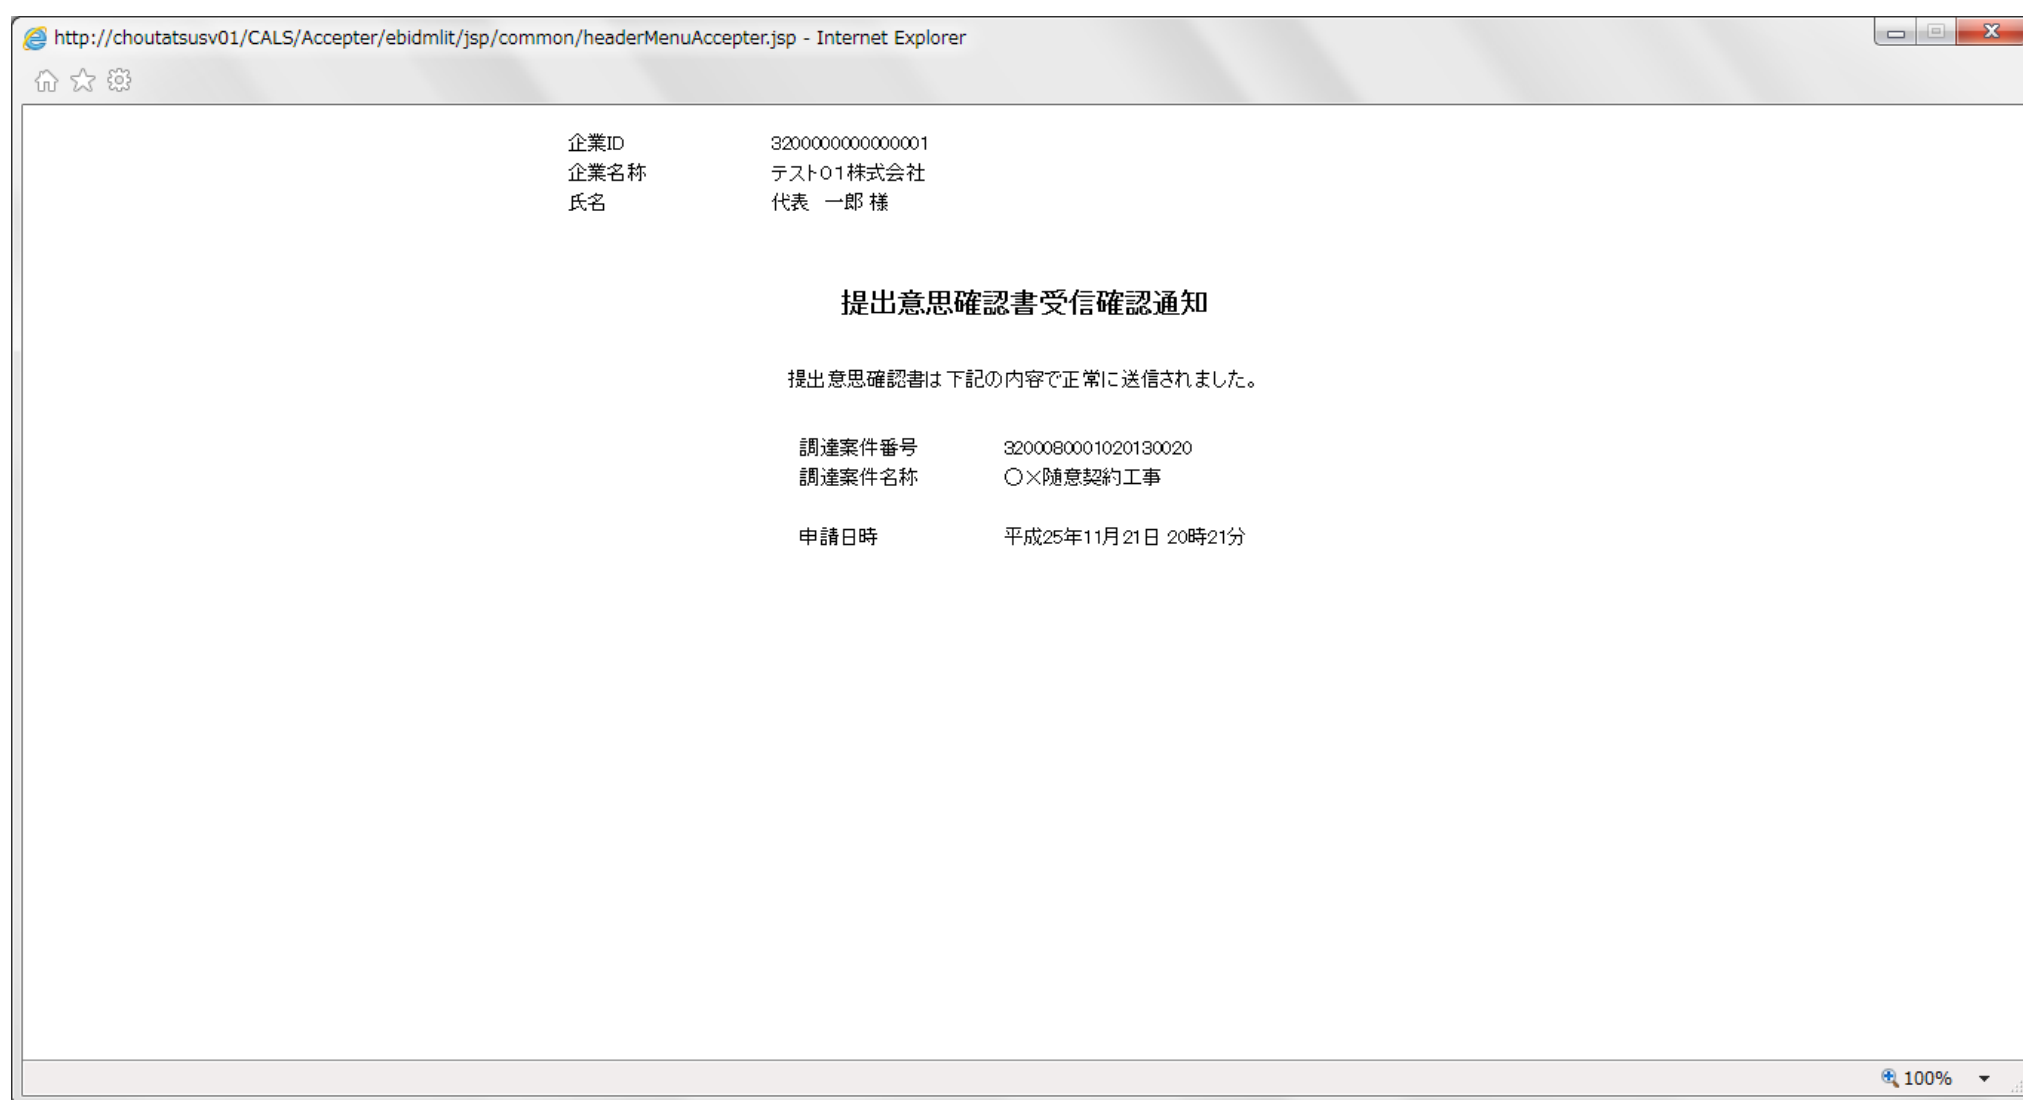 http://choutatsusv01/CALS/Accepter/ebidmlit/jsp/common/headerMenuAccepter.jsp - Internet Explorer
企業ID 3200000000000001
企業名称 テスト０１株式会社
氏名 代表　一郎 様
提出意思確認書受信確認通知
提出意思確認書は下記の内容で正常に送信されました。
調達案件番号 3200080001020130020
調達案件名称 〇×随意契約工事
申請日時 平成25年11月21日 20時21分
100%